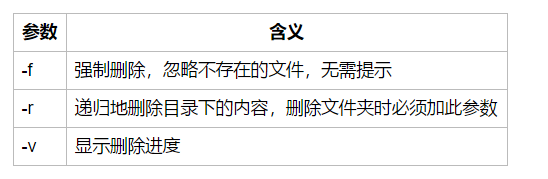 参数 含义
-f 强制删除，忽略不存在的文件，无需提示
-r 递归地删除目录下的内容，删除文件夹时必须加此参数
-v 显示删除进度